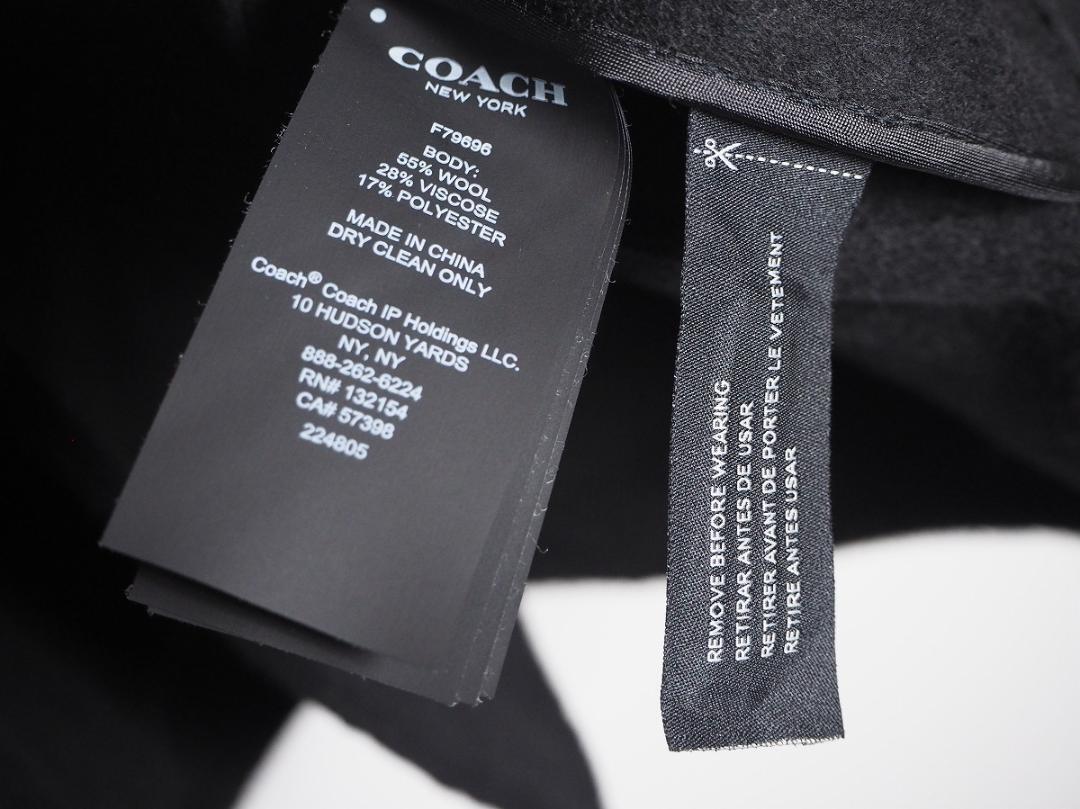 COACH
NEW YORK
F79696
BODY:
55% WOOL
28% VISCOSE
17% POLYESTER
MADE IN CHINA
DRY CLEAN ONLY
Coach® Coach IP Holdings LLC.
10 HUDSON YARDS
NY, NY
888-262-6224
RN# 132154
CA# 57398
224805
REMOVE BEFORE WEARING
RETIRAR ANTES DE USAR
RETIRER AVANT DE PORTER LE VETEMENT
RETIRE ANTES USAR